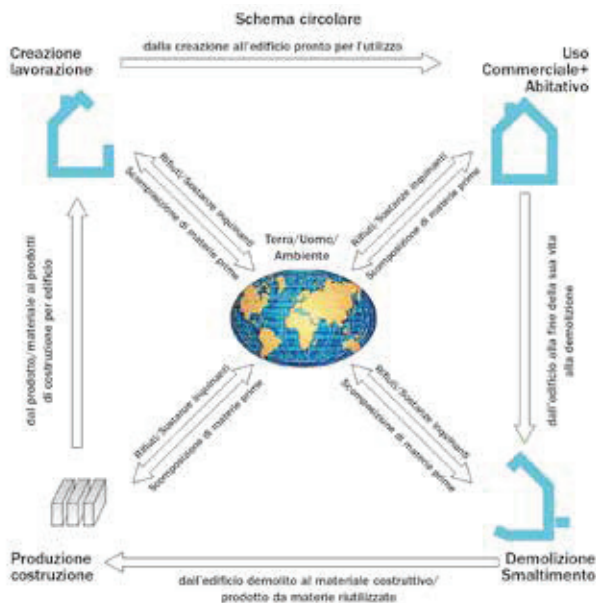 Schema circolare
dalla creazione all'edificio pronto per l'utilizzo
Creazione
lavorazione
Uso
Commerciale+
Abitativo
Rifiuti/Sostanze inquinanti
Scomposizione di materie prime
Rifiuti/Sostanze inquinanti
Scomposizione di materie prime
Terra/Uomo/
Ambiente
dal prodotto/materiale ai prodotti
di costruzione per edificio
dall'edificio alla fine della sua vita
alla demolizione
Rifiuti/Sostanze inquinanti
Scomposizione di materie prime
Rifiuti/Sostanze inquinanti
Scomposizione di materie prime
Produzione
costruzione
Demolizione
Smaltimento
dall'edificio demolito al materiale costruttivo/
prodotto da materie riutilizzato